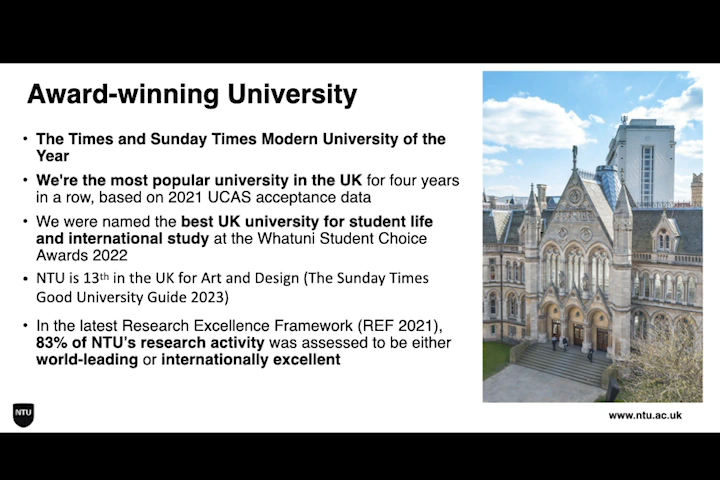 Award-winning University
• The Times and Sunday Times Modern University of the
Year
• We're the most popular university in the UK for four years
in a row, based on 2021 UCAS acceptance data
• We were named the best UK university for student life
and international study at the Whatuni Student Choice
Awards 2022
• NTU is 13th in the UK for Art and Design (The Sunday Times
Good University Guide 2023)
• In the latest Research Excellence Framework (REF 2021),
83% of NTU's research activity was assessed to be either
world-leading or internationally excellent
NTU
www.ntu.ac.uk